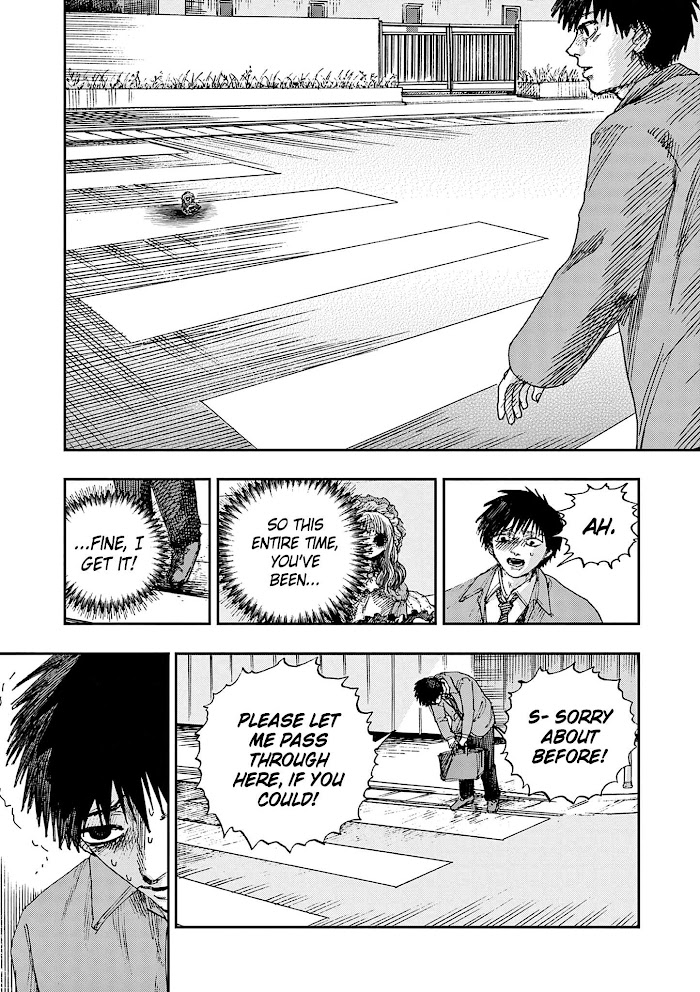 AH.
SO THIS
ENTIRE TIME,
YOU'VE
BEEN...
...FINE, I
GET IT!
S- SORRY
ABOUT
BEFORE!
PLEASE LET
ME PASS
THROUGH
HERE, IF YOU
COULD!